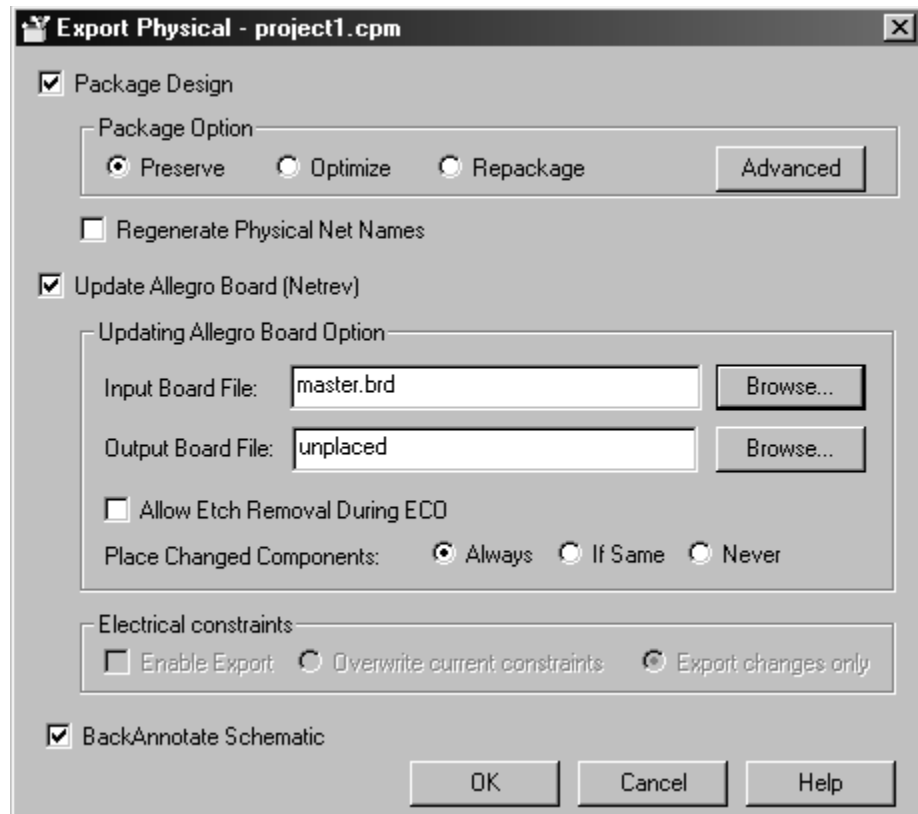 Export Physical - project1.cpm
Package Design
Package Option
Preserve Optimize Repackage Advanced
Regenerate Physical Net Names
Update Allegro Board (Netrev)
Updating Allegro Board Option
Input Board File: master.brd Browse...
Output Board File: unplaced Browse...
Allow Etch Removal During ECO
Place Changed Components: Always If Same Never
Electrical constraints
Enable Export Overwrite current constraints Export changes only
BackAnnotate Schematic
OK Cancel Help